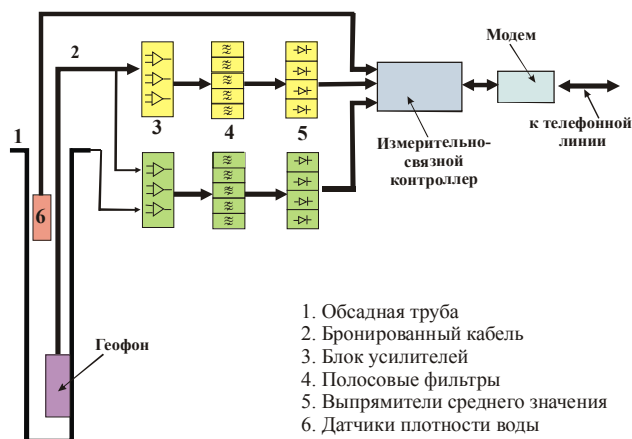 Модем
2
1
3
4
5
Измерительно-
связной
контроллер
к телефонной
линии
6
Геофон
1. Обсадная труба
2. Бронированный кабель
3. Блок усилителей
4. Полосовые фильтры
5. Выпрямители среднего значения
6. Датчики плотности воды